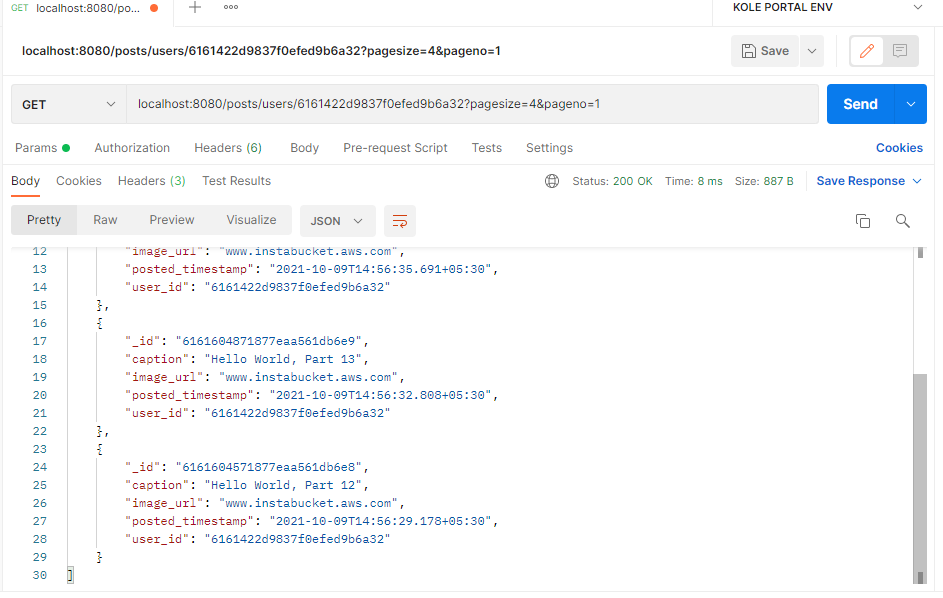 GET localhost:8080/po...
KOLE PORTAL ENV
localhost:8080/posts/users/6161422d9837f0efed9b6a32?pagesize=4&pageno=1
Save
GET
localhost:8080/posts/users/6161422d9837f0efed9b6a32?pagesize=4&pageno=1
Send
Params Authorization Headers (6) Body Pre-request Script Tests Settings Cookies
Body Cookies Headers (3) Test Results Status: 200 OK Time: 8 ms Size: 887 B Save Response
Pretty Raw Preview Visualize JSON
12 "image_url": "www.instabucket.aws.com",
13 "posted_timestamp": "2021-10-09T14:56:35.691+05:30",
14 "user_id": "6161422d9837f0efed9b6a32"
15 },
16 {
17 "_id": "6161604871877eaa561db6e9",
18 "caption": "Hello World, Part 13",
19 "image_url": "www.instabucket.aws.com",
20 "posted_timestamp": "2021-10-09T14:56:32.808+05:30",
21 "user_id": "6161422d9837f0efed9b6a32"
22 },
23 {
24 "_id": "6161604571877eaa561db6e8",
25 "caption": "Hello World, Part 12",
26 "image_url": "www.instabucket.aws.com",
27 "posted_timestamp": "2021-10-09T14:56:29.178+05:30",
28 "user_id": "6161422d9837f0efed9b6a32"
29 }
30 ]